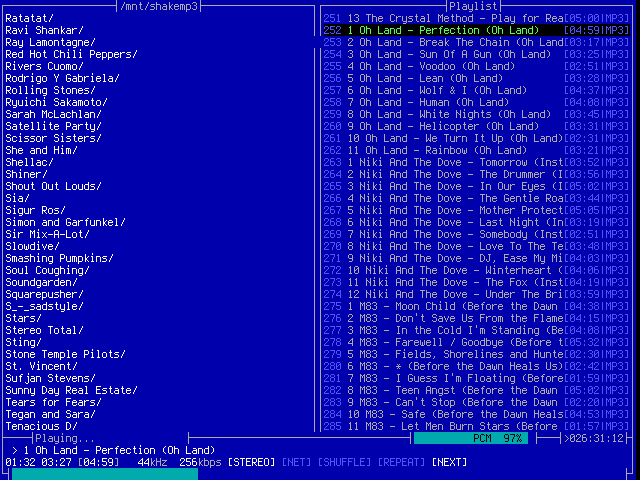 /mnt/shakemp3
Ratatat/
Ravi Shankar/
Ray Lamontagne/
Red Hot Chili Peppers/
Rivers Cuomo/
Rodrigo Y Gabriela/
Rolling Stones/
Ryuichi Sakamoto/
Sarah McLachlan/
Satellite Party/
Scissor Sisters/
She and Him/
Shellac/
Shiner/
Shout Out Louds/
Sia/
Sigur Ros/
Simon and Garfunkel/
Sir Mix-A-Lot/
Slowdive/
Smashing Pumpkins/
Soul Coughing/
Soundgarden/
Squarepusher/
S_-_sadstyle/
Stars/
Stereo Total/
Sting/
Stone Temple Pilots/
St. Vincent/
Sufjan Stevens/
Sunny Day Real Estate/
Tears for Fears/
Tegan and Sara/
Tenacious D/
Playlist
251 13 The Crystal Method - Play for Rea[05:00|MP3]
252 1 Oh Land - Perfection (Oh Land) [04:59|MP3]
253 2 Oh Land - Break The Chain (Oh Land[03:17|MP3]
254 3 Oh Land - Sun Of A Gun (Oh Land) [03:25|MP3]
255 4 Oh Land - Voodoo (Oh Land) [02:51|MP3]
256 5 Oh Land - Lean (Oh Land) [03:28|MP3]
257 6 Oh Land - Wolf & I (Oh Land) [04:37|MP3]
258 7 Oh Land - Human (Oh Land) [04:08|MP3]
259 8 Oh Land - White Nights (Oh Land) [03:45|MP3]
260 9 Oh Land - Helicopter (Oh Land) [03:31|MP3]
261 10 Oh Land - We Turn It Up (Oh Land)[02:31|MP3]
262 11 Oh Land - Rainbow (Oh Land) [03:21|MP3]
263 1 Niki And The Dove - Tomorrow (Inst[03:52|MP3]
264 2 Niki And The Dove - The Drummer (I[03:56|MP3]
265 3 Niki And The Dove - In Our Eyes (I[05:02|MP3]
266 4 Niki And The Dove - The Gentle Roa[03:44|MP3]
267 5 Niki And The Dove - Mother Protect[05:05|MP3]
268 6 Niki And The Dove - Last Night (In[03:19|MP3]
269 7 Niki And The Dove - Somebody (Inst[02:51|MP3]
270 8 Niki And The Dove - Love To The Te[03:48|MP3]
271 9 Niki And The Dove - DJ, Ease My Mi[04:03|MP3]
272 10 Niki And The Dove - Winterheart ([04:06|MP3]
273 11 Niki And The Dove - The Fox (Inst[04:19|MP3]
274 12 Niki And The Dove - Under The Bri[03:59|MP3]
275 1 M83 - Moon Child (Before the Dawn [04:38|MP3]
276 2 M83 - Don't Save Us From the Flame[04:15|MP3]
277 3 M83 - In the Cold I'm Standing (Be[04:08|MP3]
278 4 M83 - Farewell / Goodbye (Before t[05:32|MP3]
279 5 M83 - Fields, Shorelines and Hunte[02:30|MP3]
280 6 M83 - * (Before the Dawn Heals Us)[02:42|MP3]
281 7 M83 - I Guess I'm Floating (Before[01:59|MP3]
282 8 M83 - Teen Angst (Before the Dawn [05:02|MP3]
283 9 M83 - Can't Stop (Before the Dawn [02:20|MP3]
284 10 M83 - Safe (Before the Dawn Heals[04:53|MP3]
285 11 M83 - Let Men Burn Stars (Before [01:57|MP3]
Playing...
PCM 97%
>026:31:12
> 1 Oh Land - Perfection (Oh Land)
01:32 03:27 [04:59] 44kHz 256kbps [STEREO] [NET] [SHUFFLE] [REPEAT] [NEXT]